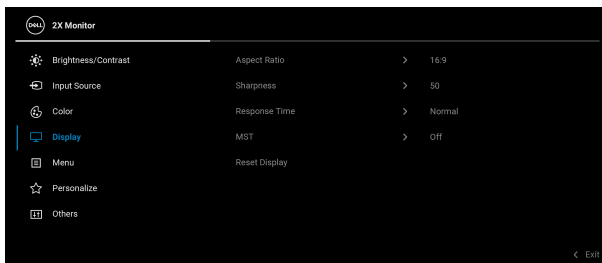 DELL 2X Monitor
Brightness/Contrast Aspect Ratio > 16:9
Input Source Sharpness > 50
Color Response Time > Normal
Display MST > Off
Menu Reset Display
Personalize
Others
< Exit